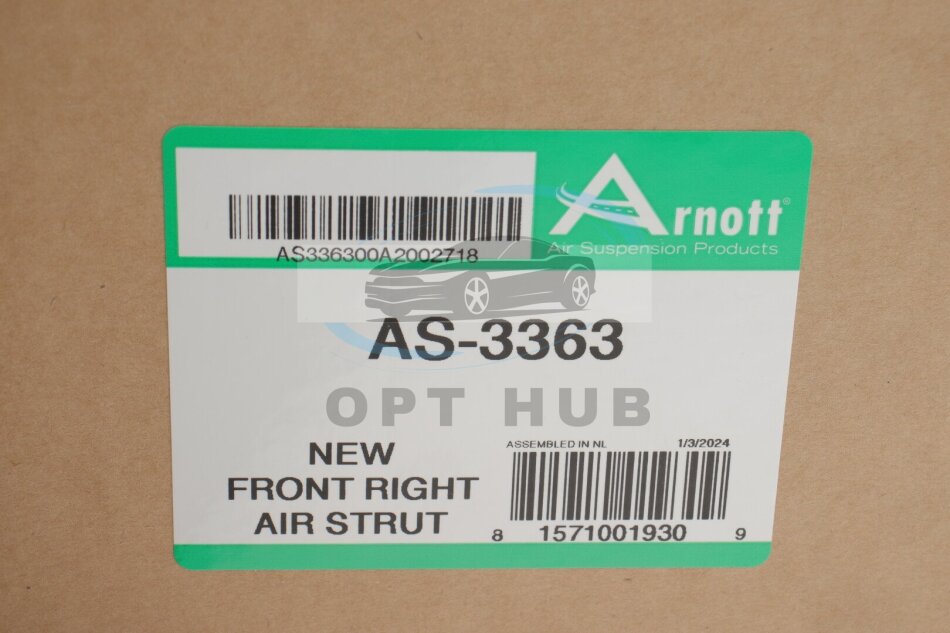 Arnott®
Air Suspension Products
AS336300A2002718
AS-3363
OPT HUB
NEW
FRONT RIGHT
AIR STRUT
ASSEMBLED IN NL 1/3/2024
8 1571001930 9